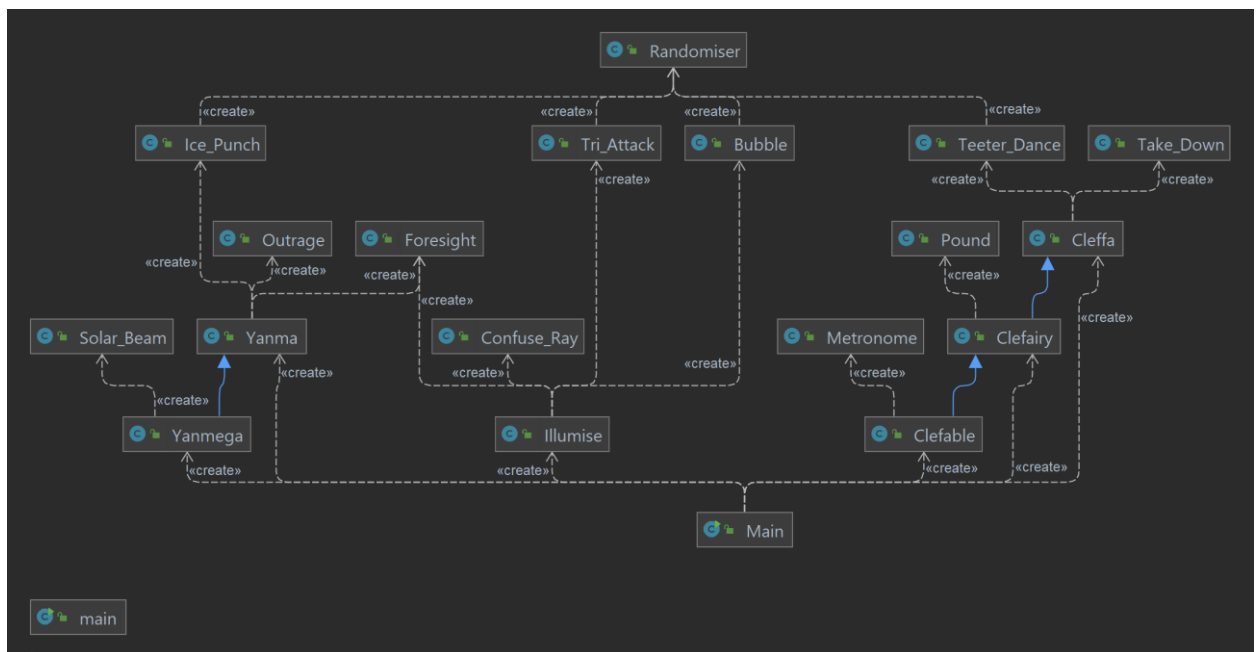 Randomiser
«create»
«create»
«create»
«create»
Ice_Punch
Tri_Attack
Bubble
Teeter_Dance
Take_Down
«create»
«create»
«create»
Outrage
Foresight
Pound
Cleffa
«create»
«create»
«create»
«create»
«create»
Solar_Beam
Yanma
Confuse_Ray
Metronome
Clefairy
«create»
«create»
«create»
«create»
«create»
«create»
Yanmega
Illumise
Clefable
«create»
«create»
«create»
«create»
Main
main